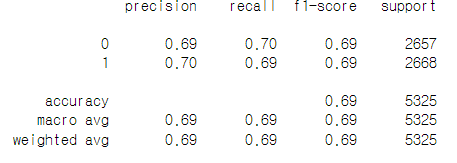 precision recall f1-score support
0 0.69 0.70 0.69 2657
1 0.70 0.69 0.69 2668
accuracy 0.69 5325
macro avg 0.69 0.69 0.69 5325
weighted avg 0.69 0.69 0.69 5325